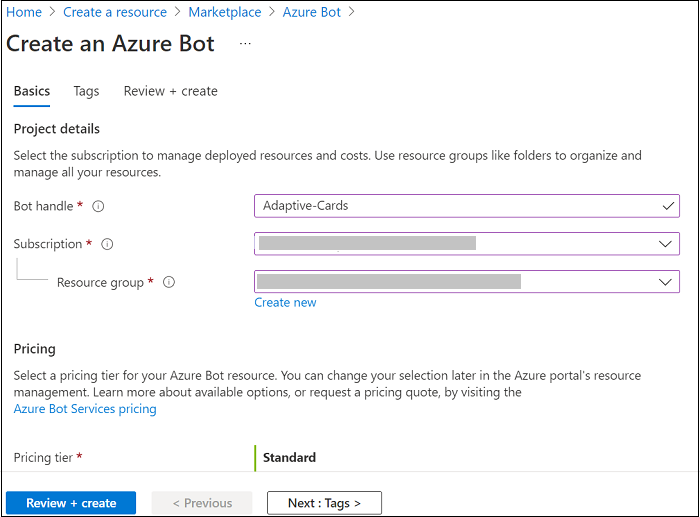 Home > Create a resource > Marketplace > Azure Bot >
Create an Azure Bot ...
Basics Tags Review + create
Project details
Select the subscription to manage deployed resources and costs. Use resource groups like folders to organize and
manage all your resources.
Bot handle * Adaptive-Cards
Subscription *
Resource group *
Create new
Pricing
Select a pricing tier for your Azure Bot resource. You can change your selection later in the Azure portal's resource
management. Learn more about available options, or request a pricing quote, by visiting the
Azure Bot Services pricing
Pricing tier * Standard
Review + create < Previous Next : Tags >